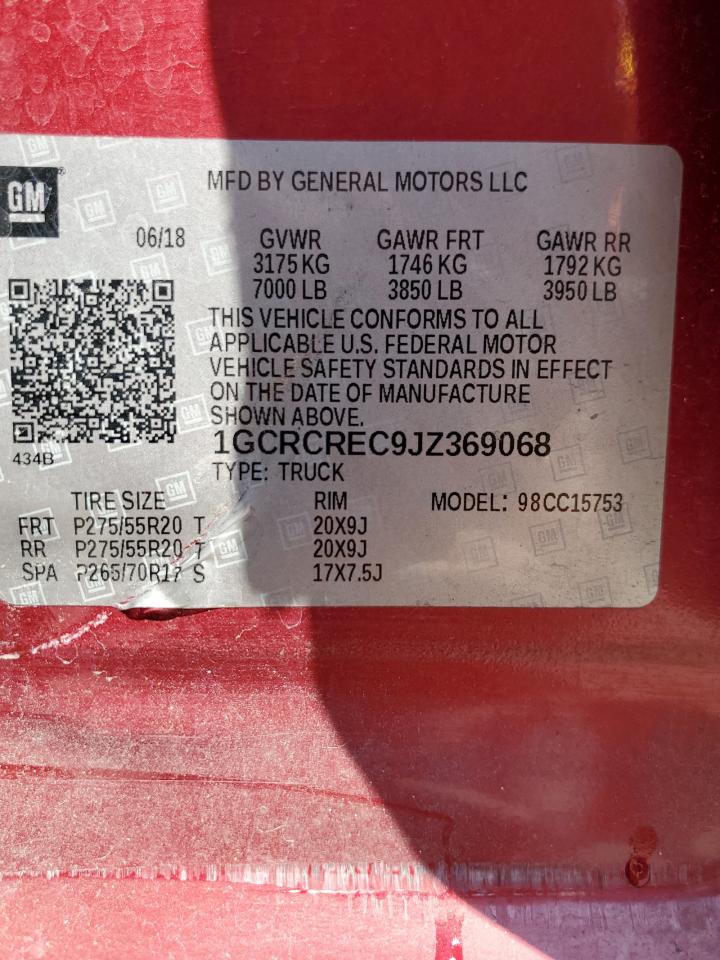 GM
MFD BY GENERAL MOTORS LLC
06/18 GVWR GAWR FRT GAWR RR
3175 KG 1746 KG 1792 KG
7000 LB 3850 LB 3950 LB
THIS VEHICLE CONFORMS TO ALL
APPLICABLE U.S. FEDERAL MOTOR
VEHICLE SAFETY STANDARDS IN EFFECT
ON THE DATE OF MANUFACTURE
SHOWN ABOVE.
434B
1GCRCREC9JZ369068
TYPE: TRUCK
TIRE SIZE RIM MODEL: 98CC15753
FRT P275/55R20 T 20X9J
RR P275/55R20 T 20X9J
SPA P265/70R17 S 17X7.5J